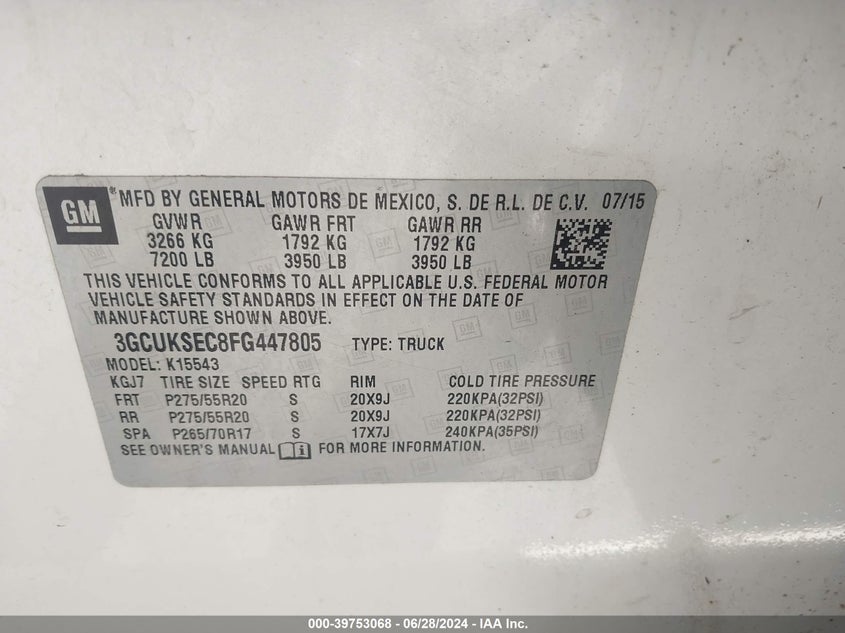 GM ® MFD BY GENERAL MOTORS DE MEXICO, S. DE R.L. DE C.V. 07/15
GVWR GAWR FRT GAWR RR
3266 KG 1792 KG 1792 KG
7200 LB 3950 LB 3950 LB
THIS VEHICLE CONFORMS TO ALL APPLICABLE U.S. FEDERAL MOTOR
VEHICLE SAFETY STANDARDS IN EFFECT ON THE DATE OF
MANUFACTURE SHOWN ABOVE.
3GCUKSEC8FG447805 TYPE: TRUCK
MODEL: K15543
KGJ7 TIRE SIZE SPEED RTG RIM COLD TIRE PRESSURE
FRT P275/55R20 S 20X9J 220KPA(32PSI)
RR P275/55R20 S 20X9J 220KPA(32PSI)
SPA P265/70R17 S 17X7J 240KPA(35PSI)
SEE OWNER'S MANUAL FOR MORE INFORMATION.
000-39753068 - 06/28/2024 - IAA Inc.